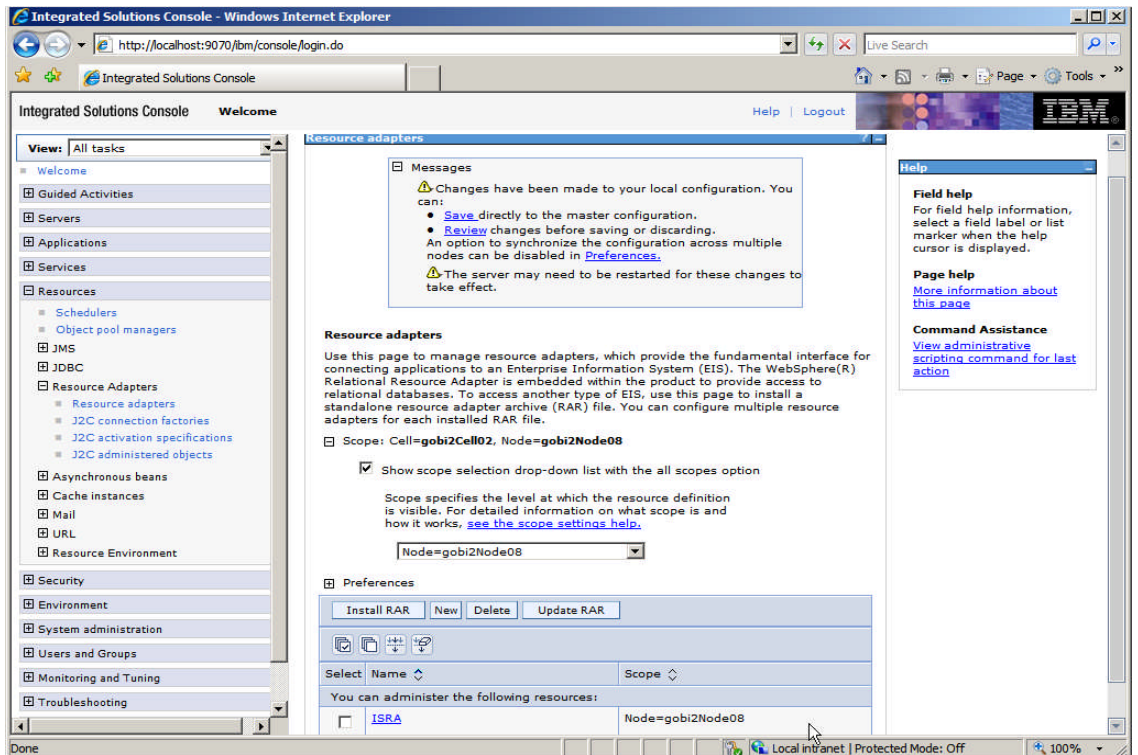 Integrated Solutions Console - Windows Internet Explorer
http://localhost:9070/ibm/console/login.do
Live Search
Integrated Solutions Console
Page
Tools
Integrated Solutions Console Welcome
Help | Logout
IBM
View: All tasks
Welcome
Guided Activities
Servers
Applications
Services
Resources
Schedulers
Object pool managers
JMS
JDBC
Resource Adapters
Resource adapters
J2C connection factories
J2C activation specifications
J2C administered objects
Asynchronous beans
Cache instances
Mail
URL
Resource Environment
Security
Environment
System administration
Users and Groups
Monitoring and Tuning
Troubleshooting
Resource adapters
Messages
Changes have been made to your local configuration. You
can:
Save directly to the master configuration.
Review changes before saving or discarding.
An option to synchronize the configuration across multiple
nodes can be disabled in Preferences.
The server may need to be restarted for these changes to
take effect.
Resource adapters
Use this page to manage resource adapters, which provide the fundamental interface for
connecting applications to an Enterprise Information System (EIS). The WebSphere(R)
Relational Resource Adapter is embedded within the product to provide access to
relational databases. To access another type of EIS, use this page to install a
standalone resource adapter archive (RAR) file. You can configure multiple resource
adapters for each installed RAR file.
Scope: Cell=gobi2Cell02, Node=gobi2Node08
Show scope selection drop-down list with the all scopes option
Scope specifies the level at which the resource definition
is visible. For detailed information on what scope is and
how it works, see the scope settings help.
Node=gobi2Node08
Preferences
Install RAR New Delete Update RAR
Select Name Scope
You can administer the following resources:
ISRA Node=gobi2Node08
Help
Field help
For field help information,
select a field label or list
marker when the help
cursor is displayed.
Page help
More information about
this page
Command Assistance
View administrative
scripting command for last
action
Done
Local intranet | Protected Mode: Off
100%